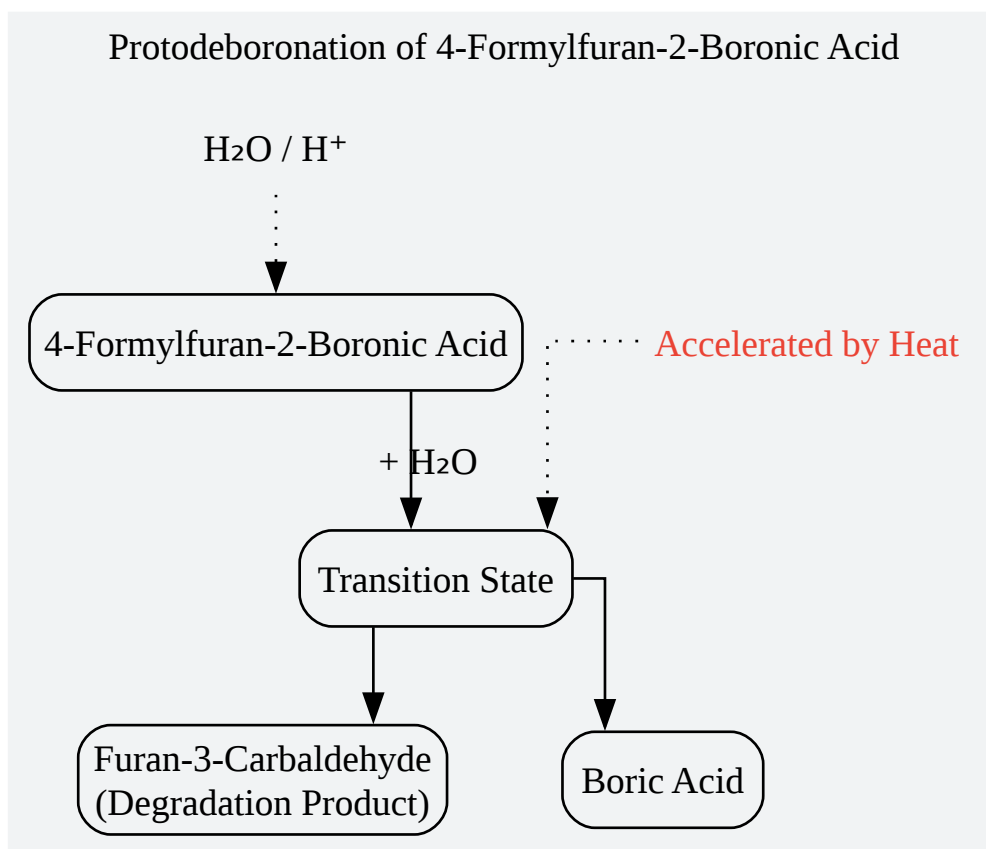 Protodeboronation of 4-Formylfuran-2-Boronic Acid
H₂O / H⁺
4-Formylfuran-2-Boronic Acid
Accelerated by Heat
+ H₂O
Transition State
Furan-3-Carbaldehyde
(Degradation Product)
Boric Acid